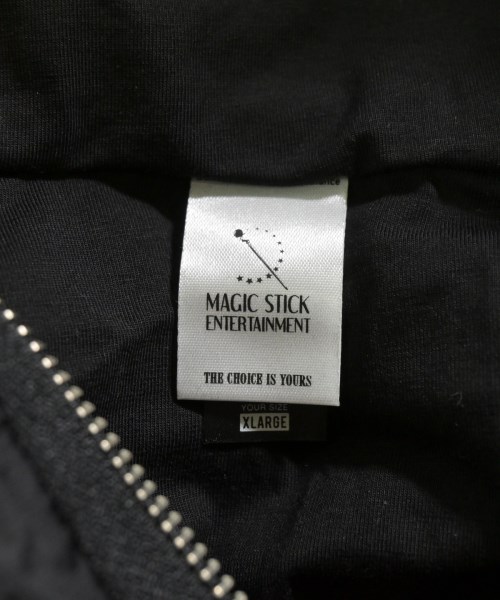 MAGIC STICK
ENTERTAINMENT
THE CHOICE IS YOURS
YOUR SIZE
XLARGE